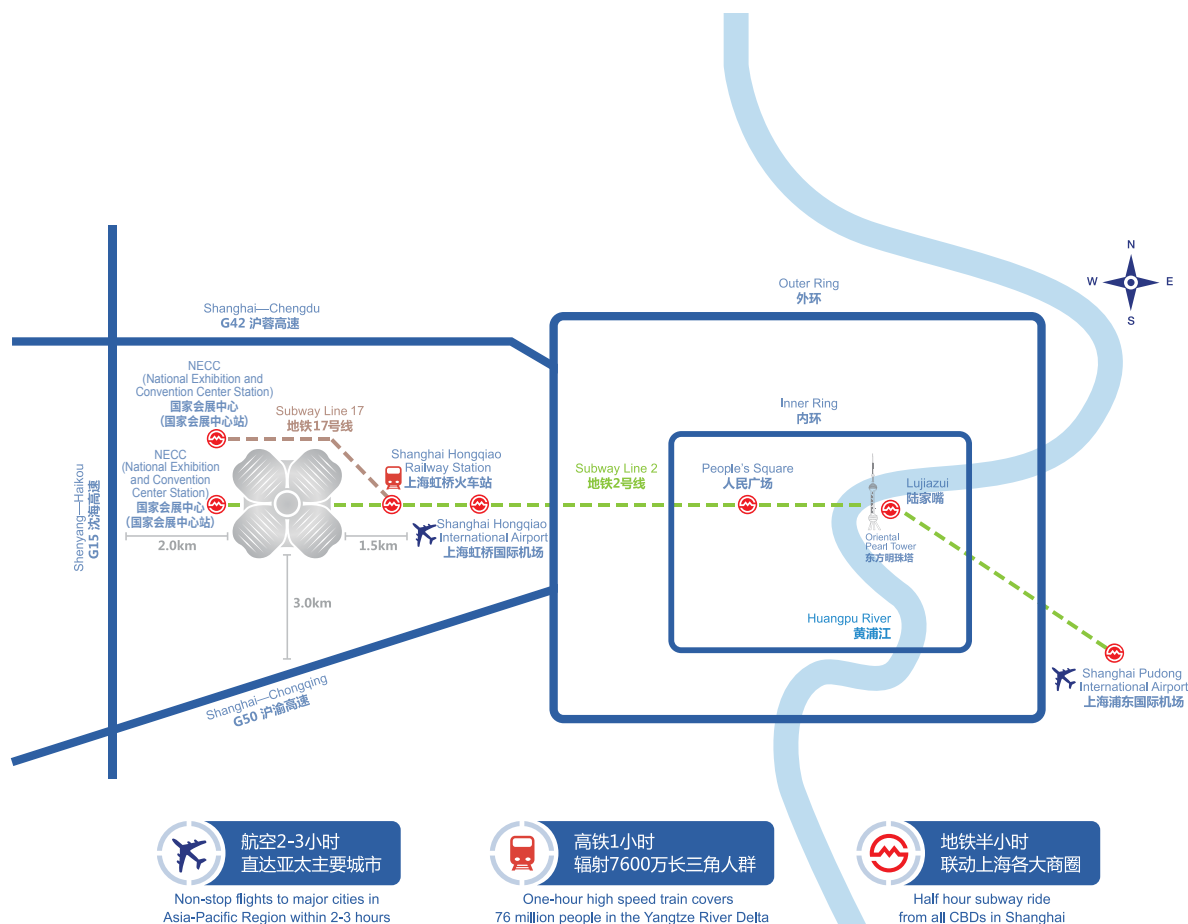 N
W
E
S
Outer Ring
外环
Shanghai—Chengdu
G42 沪蓉高速
NECC
(National Exhibition and
Convention Center Station)
国家会展中心
（国家会展中心站）
Subway Line 17
地铁17号线
Inner Ring
内环
NECC
(National Exhibition
and Convention
Center Station)
国家会展中心
（国家会展中心站）
Shanghai Hongqiao
Railway Station
上海虹桥火车站
Subway Line 2
地铁2号线
People's Square
人民广场
Lujiazui
陆家嘴
Shenyang—Haikou
G15 沈海高速
2.0km
1.5km
Shanghai Hongqiao
International Airport
上海虹桥国际机场
Oriental
Pearl Tower
东方明珠塔
3.0km
Huangpu River
黄浦江
Shanghai—Chongqing
G50 沪渝高速
Shanghai Pudong
International Airport
上海浦东国际机场
航空2-3小时
直达亚太主要城市
Non-stop flights to major cities in
Asia-Pacific Region within 2-3 hours
高铁1小时
辐射7600万长三角人群
One-hour high speed train covers
76 million people in the Yangtze River Delta
地铁半小时
联动上海各大商圈
Half hour subway ride
from all CBDs in Shanghai